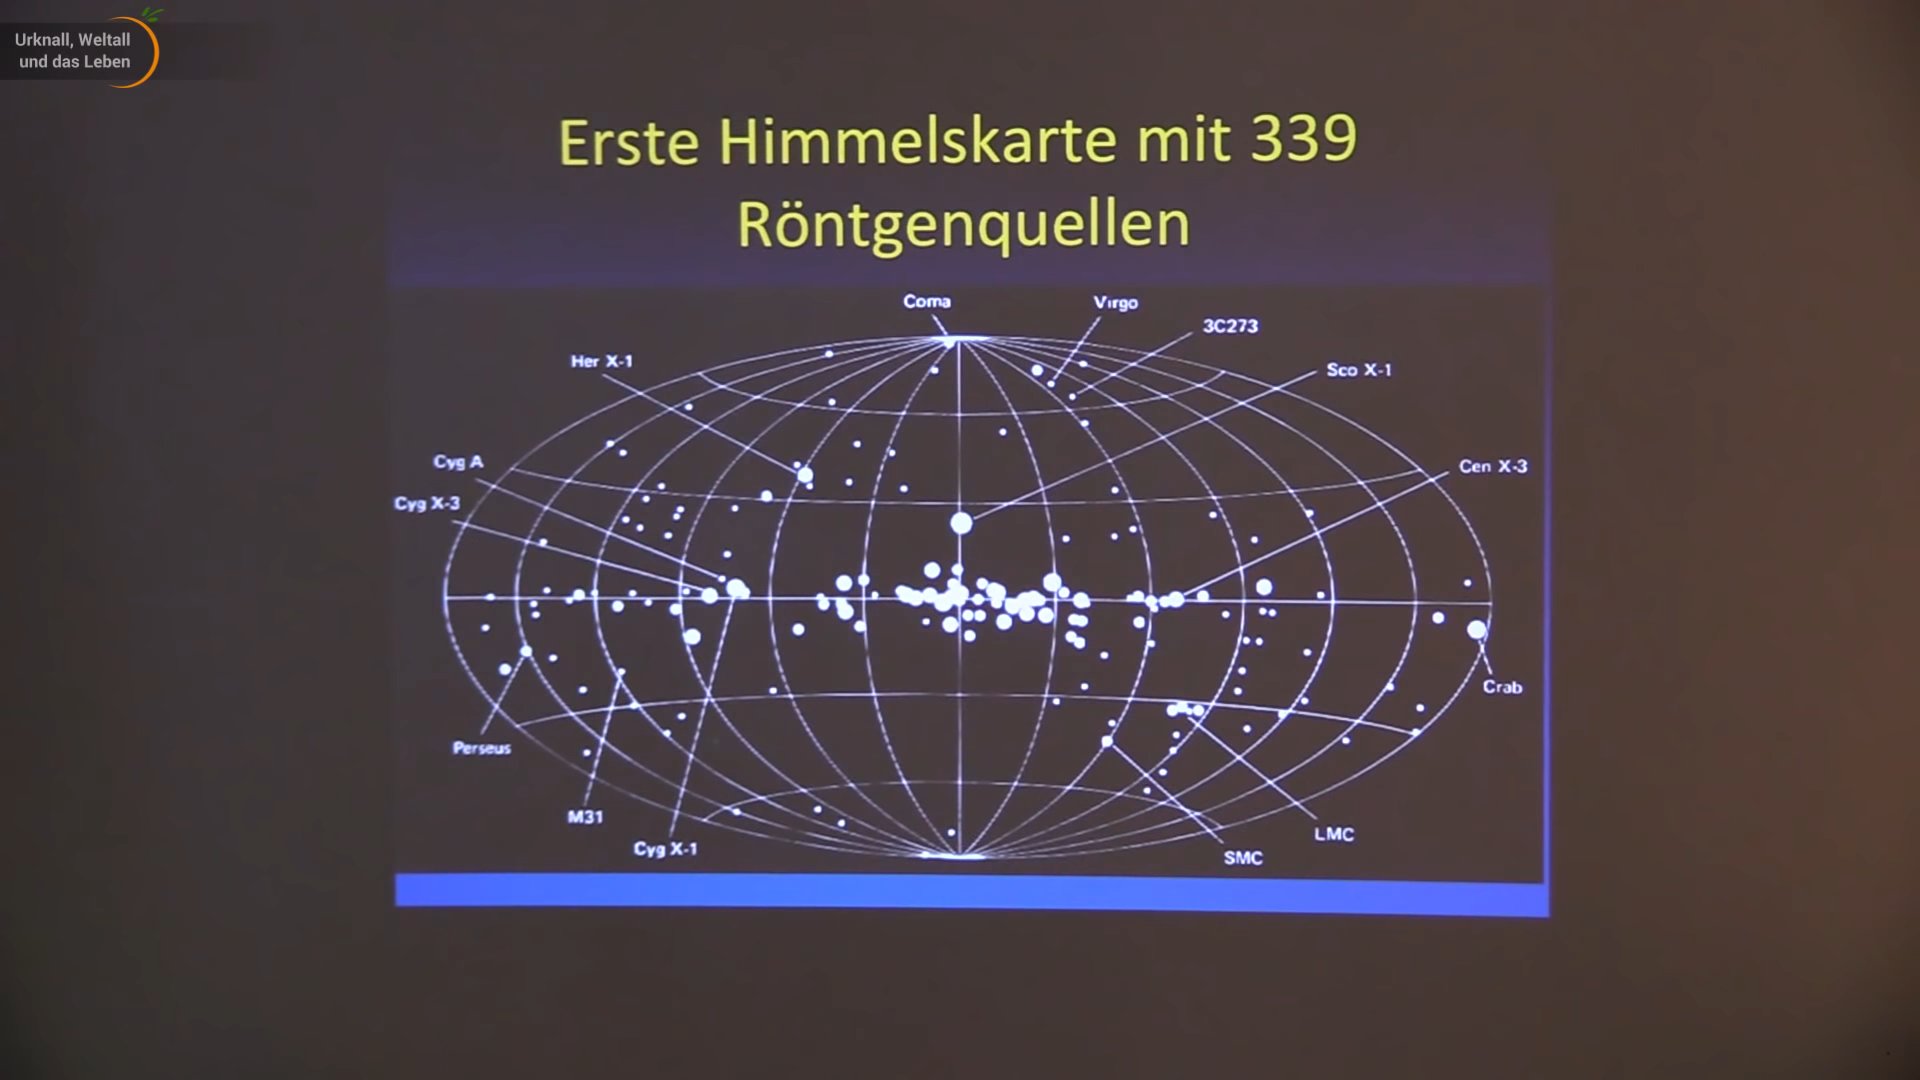 Urknall, Weltall
und das Leben
Erste Himmelskarte mit 339
Röntgenquellen
Coma
Virgo
3C273
Her X-1
Sco X-1
Cyg A
Cen X-3
Cyg X-3
Crab
Perseus
M31
LMC
Cyg X-1
SMC